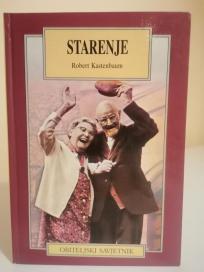 STARENJE
Robert Kastenbaum
OBITELJSKI SAVJETNIK